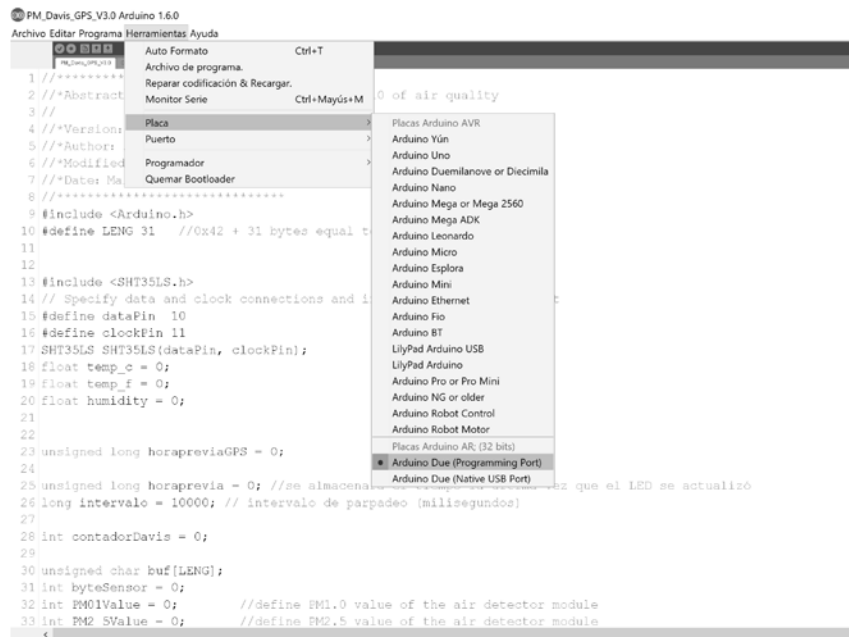 PM_Davis_GPS_V3.0 Arduino 1.6.0
Archivo Editar Programa Herramientas Ayuda
PM_Davis_GPS_V3.0
Auto Formato Ctrl+T
Archivo de programa.
Reparar codificación & Recargar.
Monitor Serie Ctrl+Mayús+M
Placa
Puerto
Programador
Quemar Bootloader
Placas Arduino AVR
Arduino Yún
Arduino Uno
Arduino Duemilanove or Diecimila
Arduino Nano
Arduino Mega or Mega 2560
Arduino Mega ADK
Arduino Leonardo
Arduino Micro
Arduino Esplora
Arduino Mini
Arduino Ethernet
Arduino Fio
Arduino BT
LilyPad Arduino USB
LilyPad Arduino
Arduino Pro or Pro Mini
Arduino NG or older
Arduino Robot Control
Arduino Robot Motor
Placas Arduino AR; (32 bits)
Arduino Due (Programming Port)
Arduino Due (Native USB Port)
1 //**********
2 //*Abstract 0 of air quality
3 //
4 //*Version:
5 //*Author:
6 //*Modified
7 //*Date: Ma
8 //******************************
9 #include <Arduino.h>
10 #define LENG 31 //0x42 + 31 bytes equal t
11
12
13 #include <SHT35LS.h>
14 // Specify data and clock connections and i t
15 #define dataPin 10
16 #define clockPin 11
17 SHT35LS SHT35LS(dataPin, clockPin);
18 float temp_c = 0;
19 float temp_f = 0;
20 float humidity = 0;
21
22
23 unsigned long horapreviaGPS = 0;
24
25 unsigned long horaprevia = 0; //se almacenará el tiempo la última vez que el LED se actualizó
26 long intervalo = 10000; // intervalo de parpadeo (milisegundos)
27
28 int contadorDavis = 0;
29
30 unsigned char buf[LENG];
31 int byteSensor = 0;
32 int PM01Value = 0; //define PM1.0 value of the air detector module
33 int PM2_5Value = 0; //define PM2.5 value of the air detector module